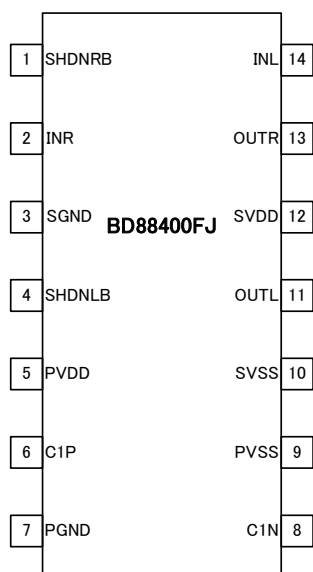 1 SHDNRB INL 14
2 INR OUTR 13
3 SGND BD88400FJ SVDD 12
4 SHDNLB OUTL 11
5 PVDD SVSS 10
6 C1P PVSS 9
7 PGND C1N 8